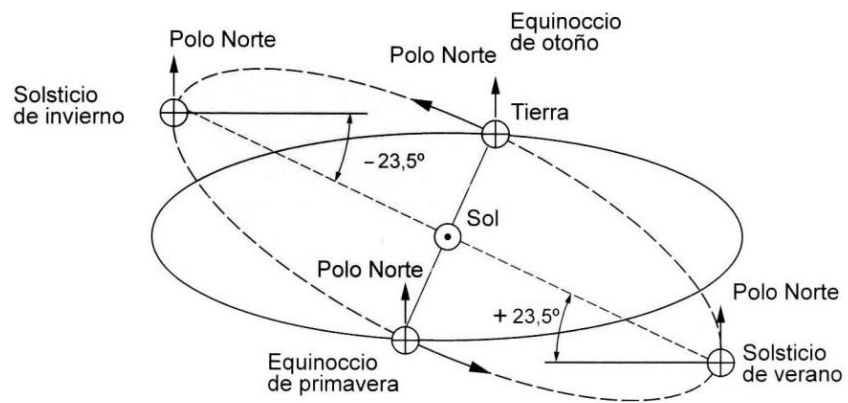 Equinoccio
de otoño
Polo Norte
Polo Norte
Solsticio
de invierno
Tierra
– 23,5º
Sol
Polo Norte
+ 23,5º
Polo Norte
Equinoccio
de primavera
Solsticio
de verano